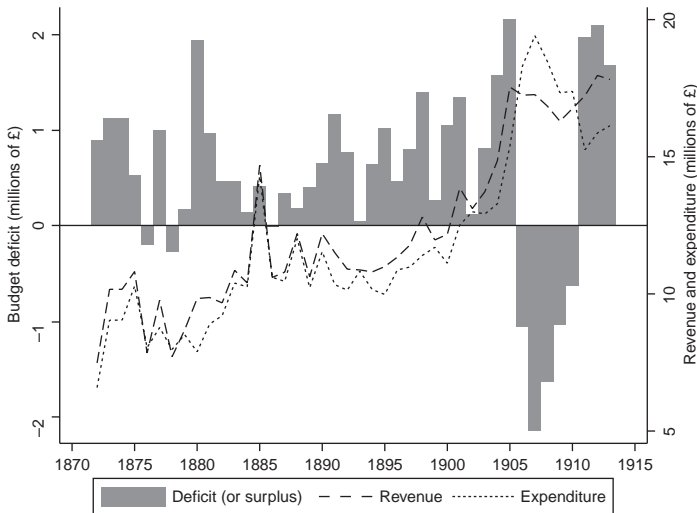 Budget deficit (millions of £)
2
1
0
−1
−2
Revenue and expenditure (millions of £)
20
15
10
5
1870 1875 1880 1885 1890 1895 1900 1905 1910 1915
Deficit (or surplus) Revenue Expenditure